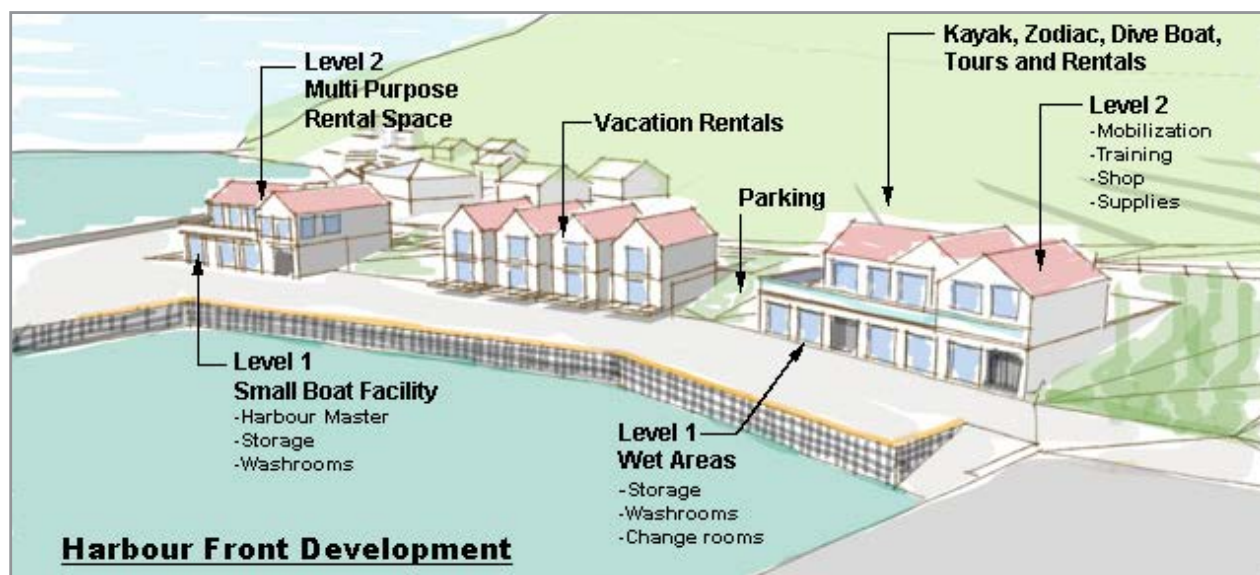 Level 2
Multi Purpose
Rental Space
Vacation Rentals
Kayak, Zodiac, Dive Boat,
Tours and Rentals
Level 2
-Mobilization
-Training
-Shop
-Supplies
Parking
Level 1
Small Boat Facility
-Harbour Master
-Storage
-Washrooms
Level 1
Wet Areas
-Storage
-Washrooms
-Change rooms
Harbour Front Development